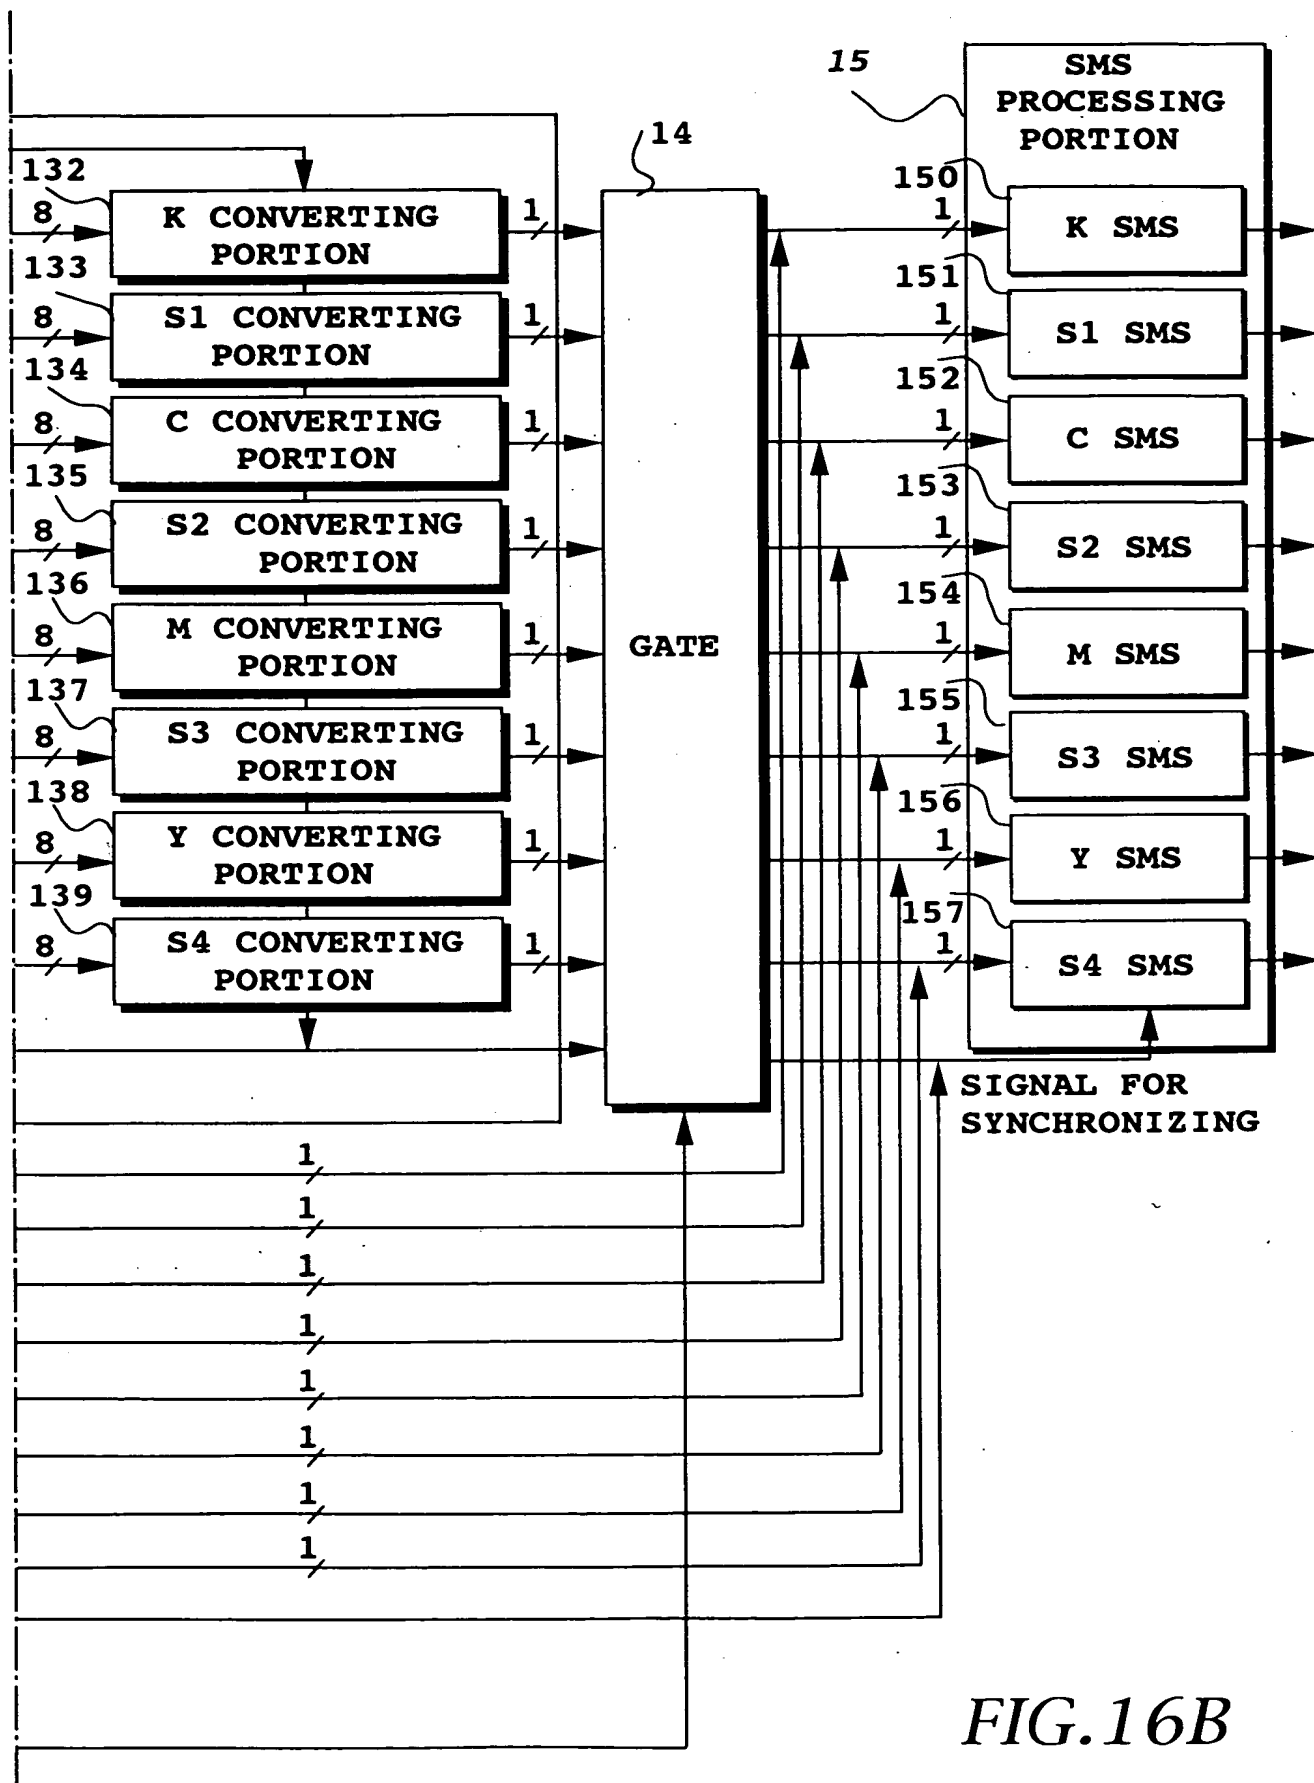 15
SMS
PROCESSING
PORTION
14
132
8
K CONVERTING
PORTION
1
150
1
K SMS
133
8
S1 CONVERTING
PORTION
1
151
1
S1 SMS
134
8
C CONVERTING
PORTION
1
152
1
C SMS
135
8
S2 CONVERTING
PORTION
1
153
1
S2 SMS
136
8
M CONVERTING
PORTION
1
GATE
154
1
M SMS
137
8
S3 CONVERTING
PORTION
1
155
1
S3 SMS
138
8
Y CONVERTING
PORTION
1
156
1
Y SMS
139
8
S4 CONVERTING
PORTION
1
157
1
S4 SMS
SIGNAL FOR
SYNCHRONIZING
1
1
1
1
1
1
1
1
FIG.16B